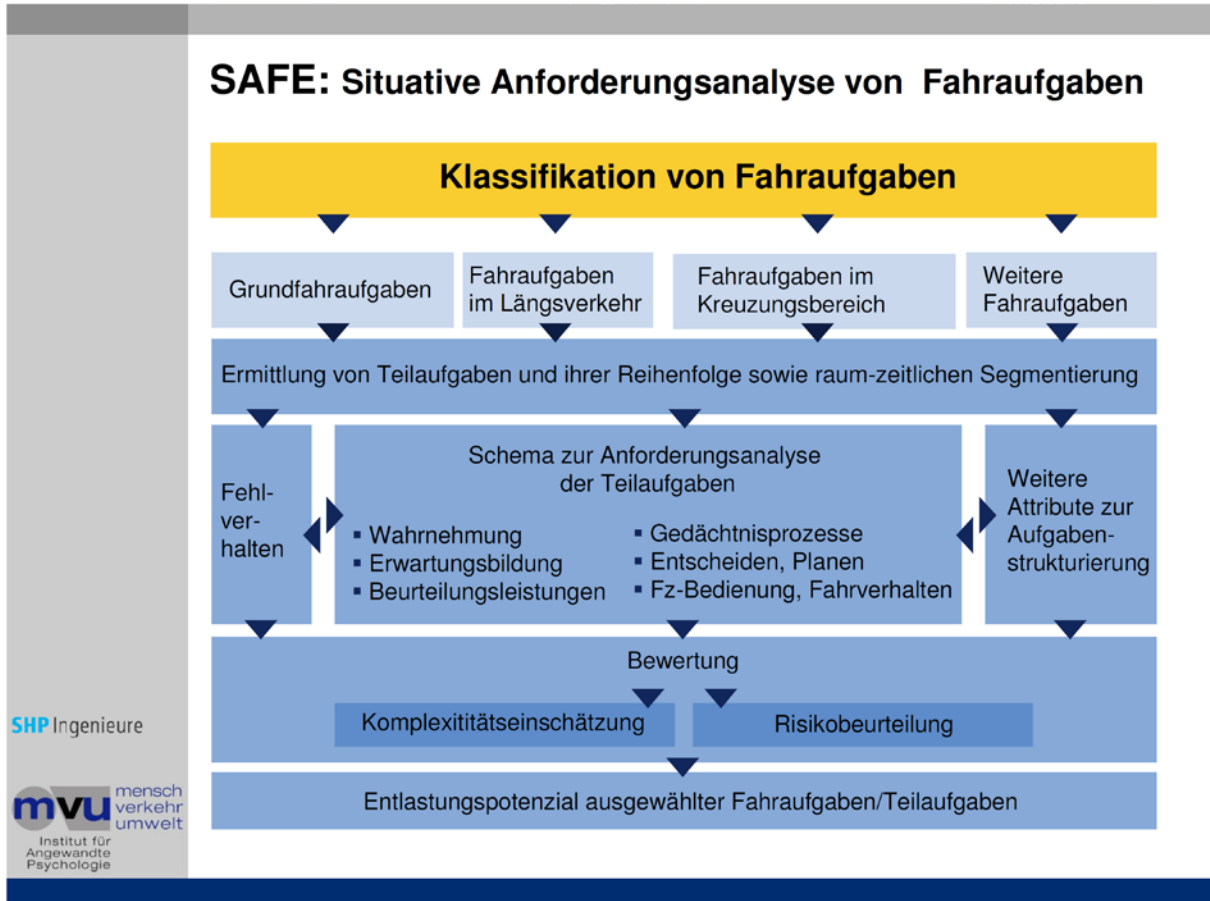 SAFE: Situative Anforderungsanalyse von Fahraufgaben
Klassifikation von Fahraufgaben
Grundfahraufgaben
Fahraufgaben
im Längsverkehr
Fahraufgaben im
Kreuzungsbereich
Weitere
Fahraufgaben
Ermittlung von Teilaufgaben und ihrer Reihenfolge sowie raum-zeitlichen Segmentierung
Fehl-
ver-
halten
Schema zur Anforderungsanalyse
der Teilaufgaben
▪ Wahrnehmung
▪ Erwartungsbildung
▪ Beurteilungsleistungen
▪ Gedächtnisprozesse
▪ Entscheiden, Planen
▪ Fz-Bedienung, Fahrverhalten
Weitere
Attribute zur
Aufgaben-
strukturierung
Bewertung
Komplexititätseinschätzung
Risikobeurteilung
Entlastungspotenzial ausgewählter Fahraufgaben/Teilaufgaben
SHP Ingenieure
mvu
mensch
verkehr
umwelt
Institut für
Angewandte
Psychologie